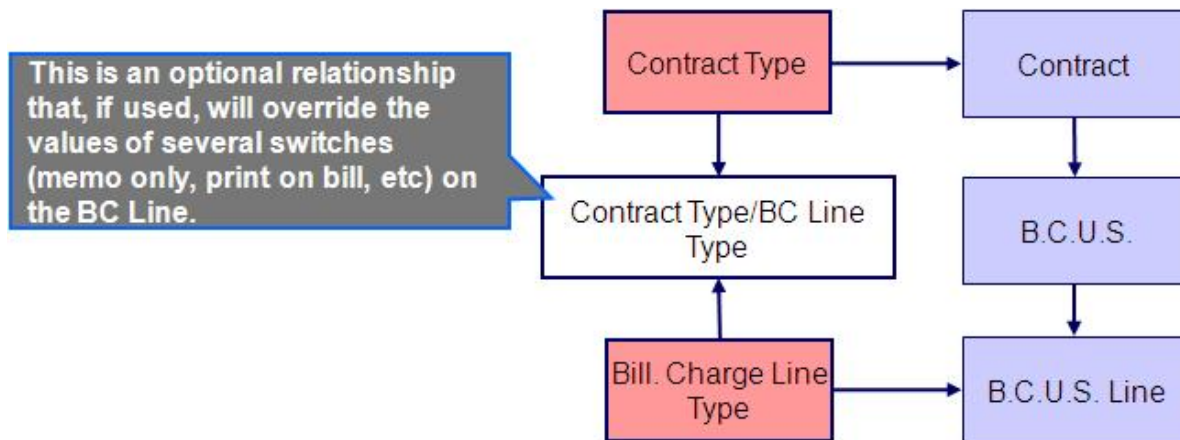 This is an optional relationship
that, if used, will override the
values of several switches
(memo only, print on bill, etc) on
the BC Line.
Contract Type
Contract
Contract Type/BC Line
Type
B.C.U.S.
Bill. Charge Line
Type
B.C.U.S. Line